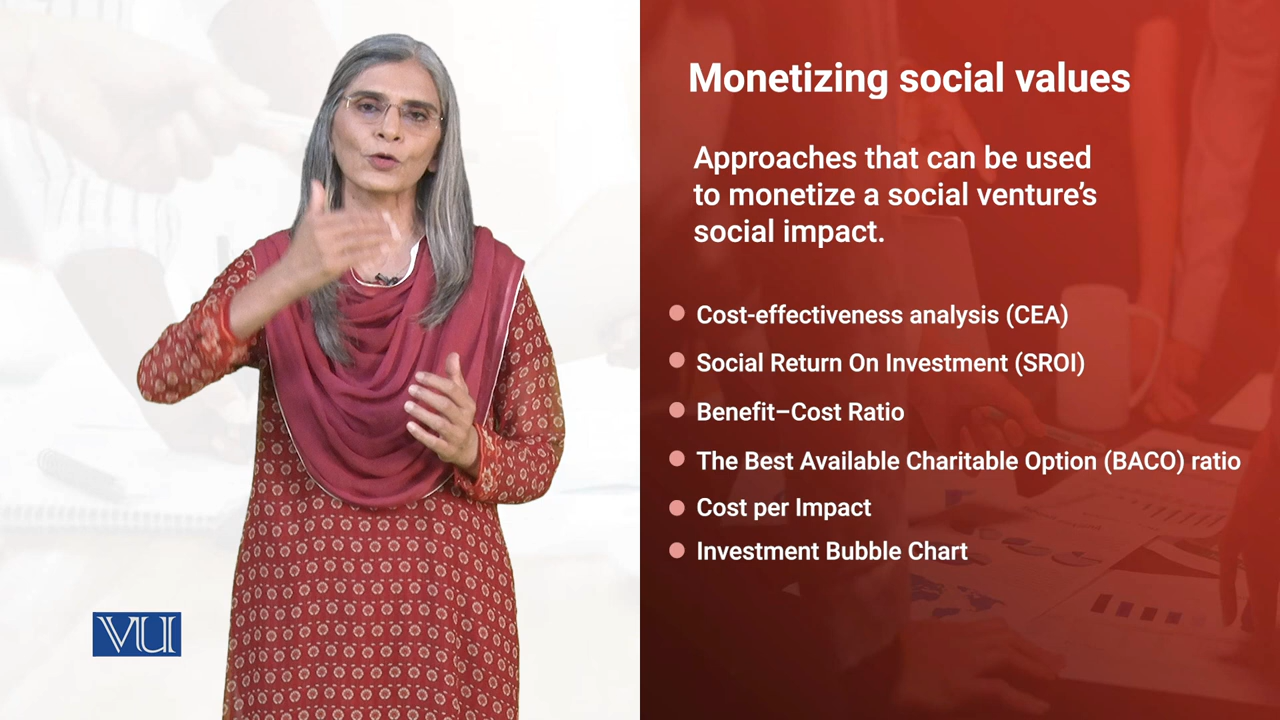 Monetizing social values
Approaches that can be used
to monetize a social venture’s
social impact.
Cost-effectiveness analysis (CEA)
Social Return On Investment (SROI)
Benefit–Cost Ratio
The Best Available Charitable Option (BACO) ratio
Cost per Impact
Investment Bubble Chart
VU